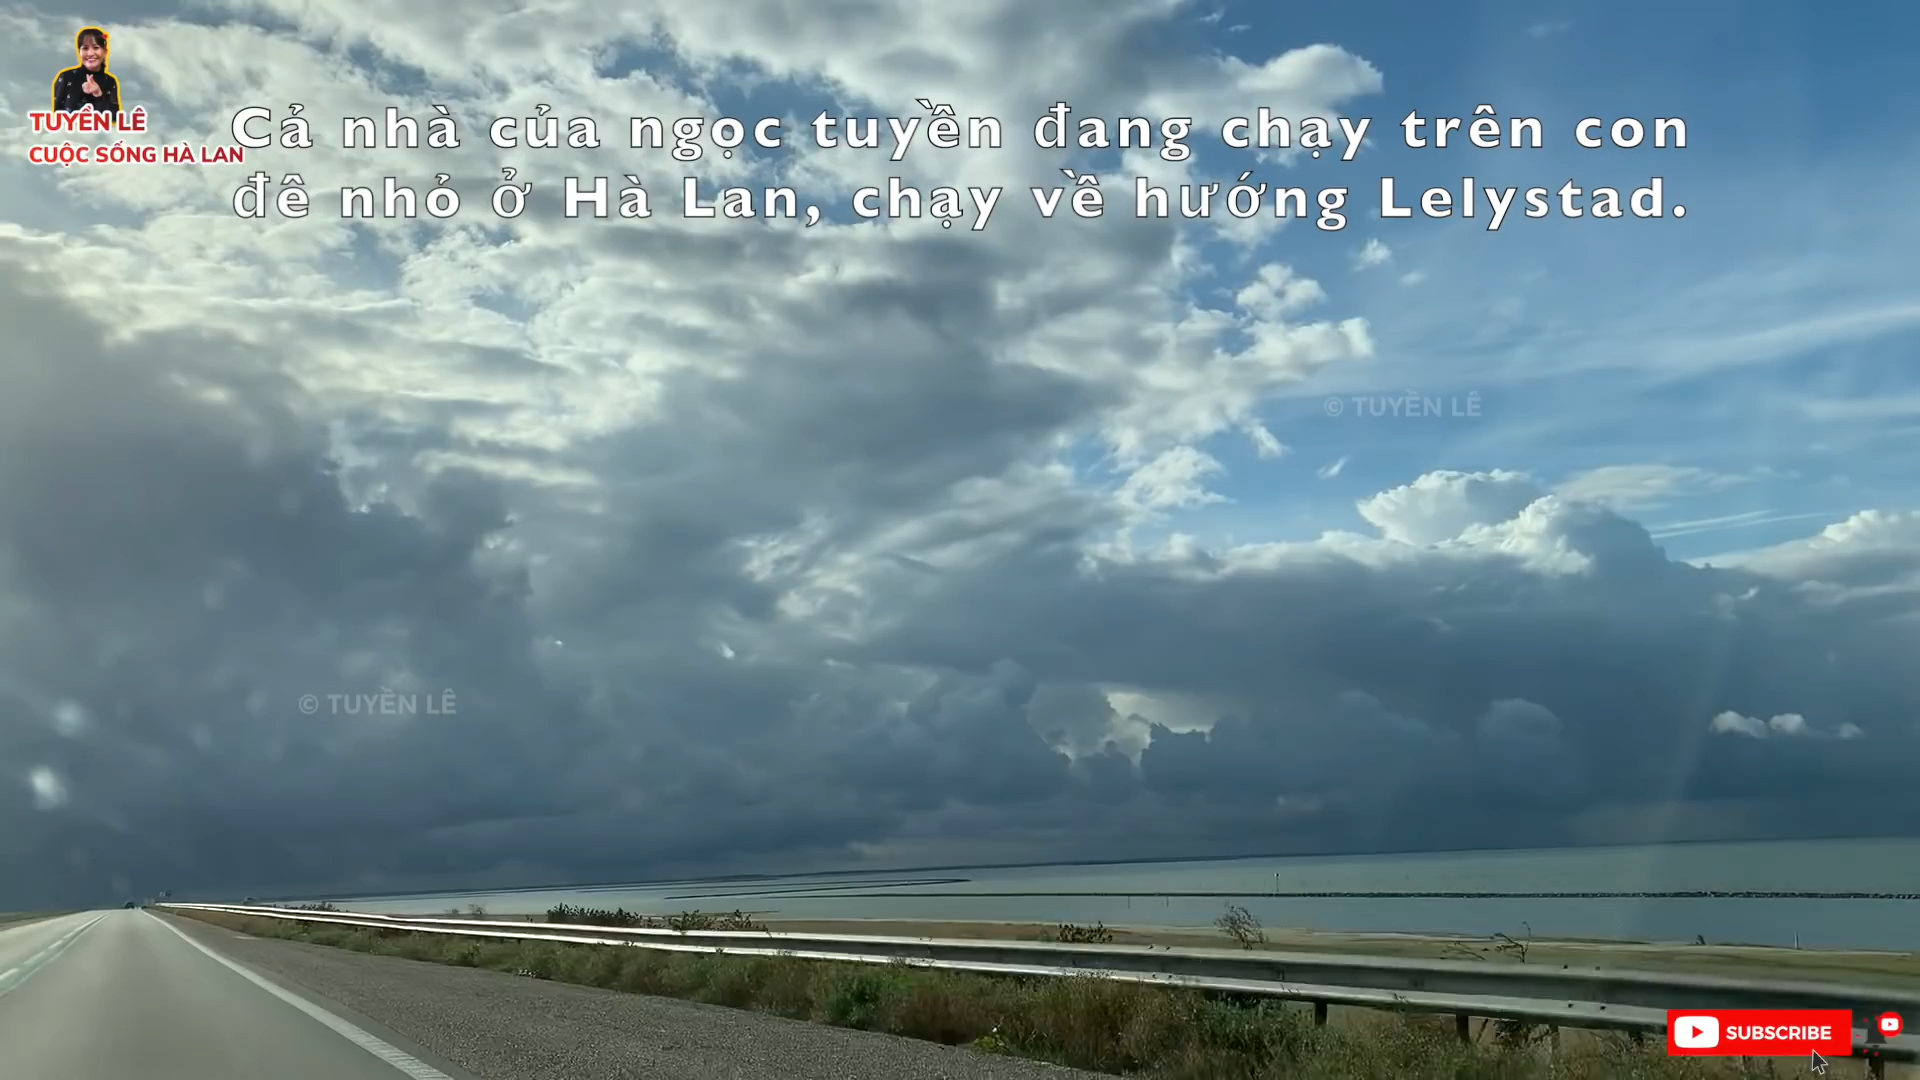 TUYỀN LÊ
CUỘC SỐNG HÀ LAN
Cả nhà của ngọc tuyền đang chạy trên con
đê nhỏ ở Hà Lan, chạy về hướng Lelystad.
© TUYỀN LÊ
© TUYỀN LÊ
SUBSCRIBE